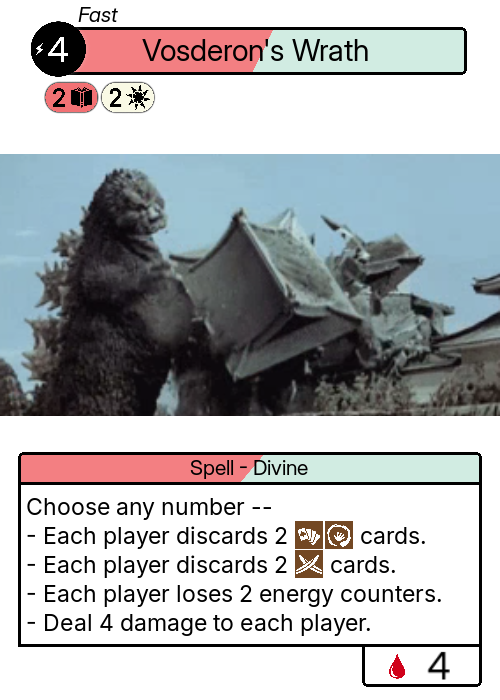 Fast
4
Vosderon's Wrath
2 2
Spell - Divine
Choose any number --
- Each player discards 2 cards.
- Each player discards 2 cards.
- Each player loses 2 energy counters.
- Deal 4 damage to each player.
4